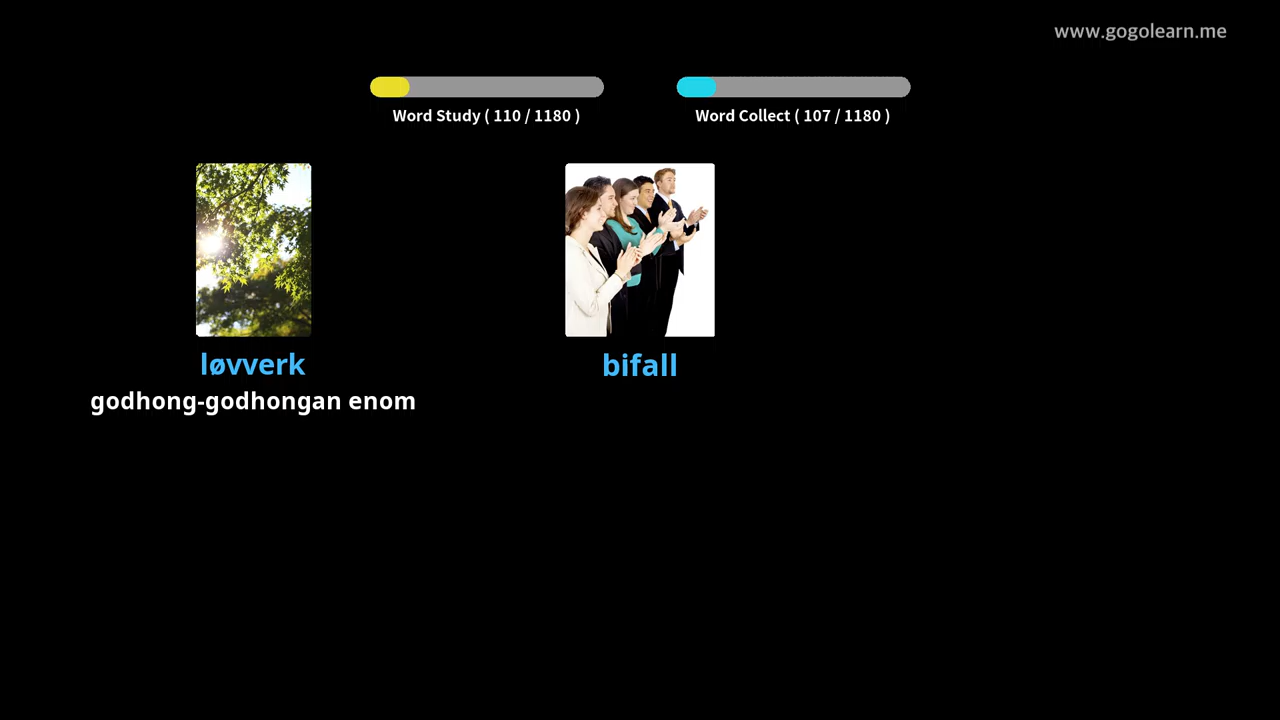 www.gogolearn.me
Word Study ( 110 / 1180 )
Word Collect ( 107 / 1180 )
løvverk
bifall
godhong-godhongan enom